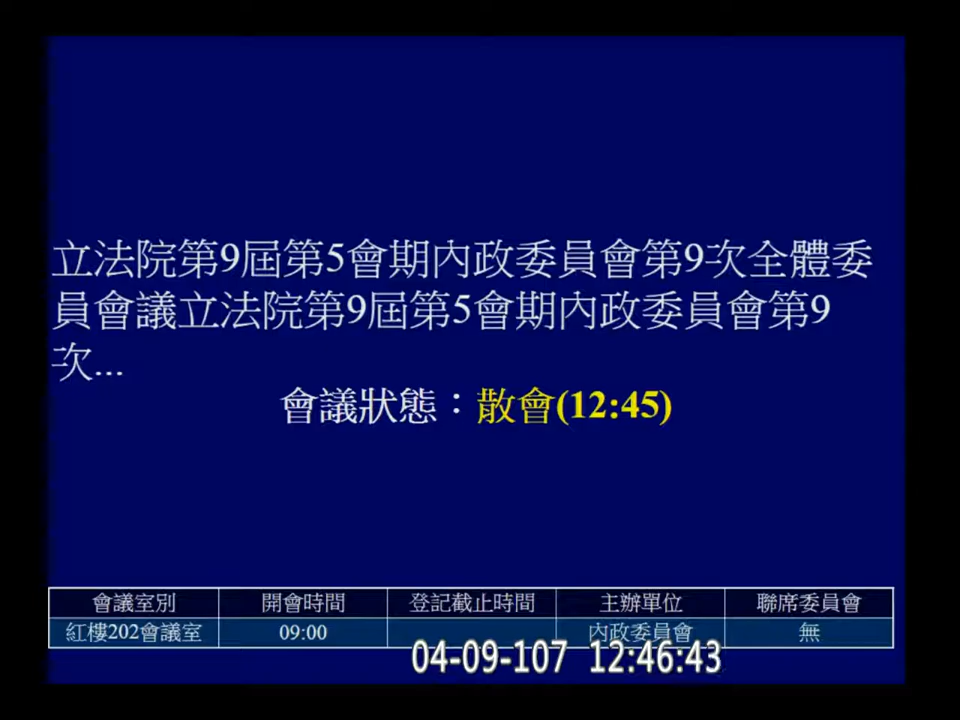 立法院第9屆第5會期內政委員會第9次全體委
員會議立法院第9屆第5會期內政委員會第9
次...
會議狀態：散會(12:45)
會議室別 開會時間 登記截止時間 主辦單位 聯席委員會
紅樓202會議室 09:00 內政委員會 無
04-09-107 12:46:43